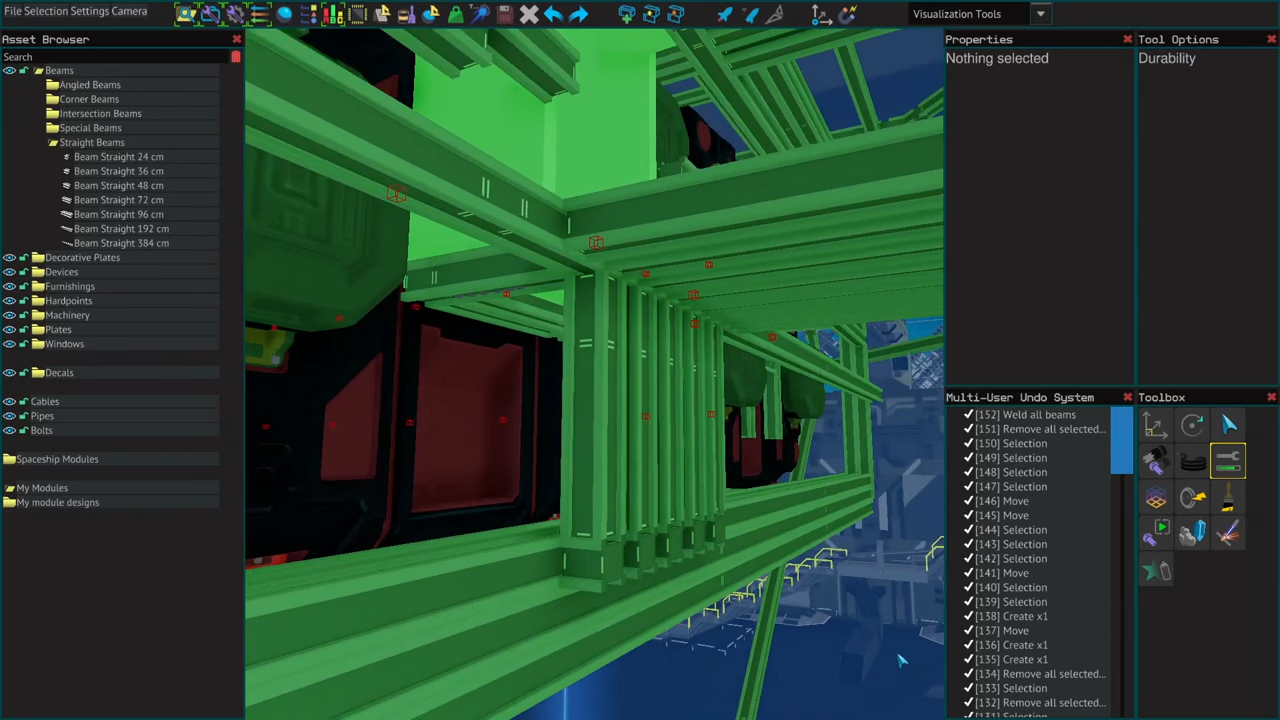 File Selection Settings Camera
Visualization Tools
Asset Browser
Search
Beams
Angled Beams
Corner Beams
Intersection Beams
Special Beams
Straight Beams
Beam Straight 24 cm
Beam Straight 36 cm
Beam Straight 48 cm
Beam Straight 72 cm
Beam Straight 96 cm
Beam Straight 192 cm
Beam Straight 384 cm
Decorative Plates
Devices
Furnishings
Hardpoints
Machinery
Plates
Windows
Decals
Cables
Pipes
Bolts
Spaceship Modules
My Modules
My module designs
Properties
Nothing selected
Tool Options
Durability
Multi-User Undo System
[152] Weld all beams
[151] Remove all selected...
[150] Selection
[149] Selection
[148] Selection
[147] Selection
[146] Move
[145] Move
[144] Selection
[143] Selection
[142] Selection
[141] Move
[140] Selection
[139] Selection
[138] Create x1
[137] Move
[136] Create x1
[135] Create x1
[134] Remove all selected...
[133] Selection
[132] Remove all selected...
[131] Selection
Toolbox